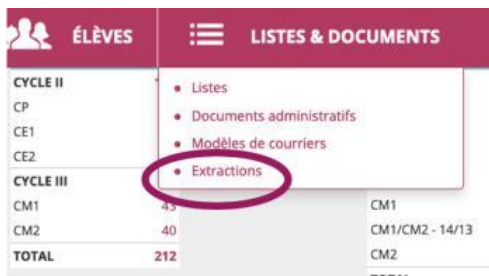 ÉLÈVES
LISTES & DOCUMENTS
CYCLE II
CP
CE1
CE2
CYCLE III
CM1 43
CM2 40
TOTAL 212
Listes
Documents administratifs
Modèles de courriers
Extractions
CM1
CM1/CM2 - 14/13
CM2